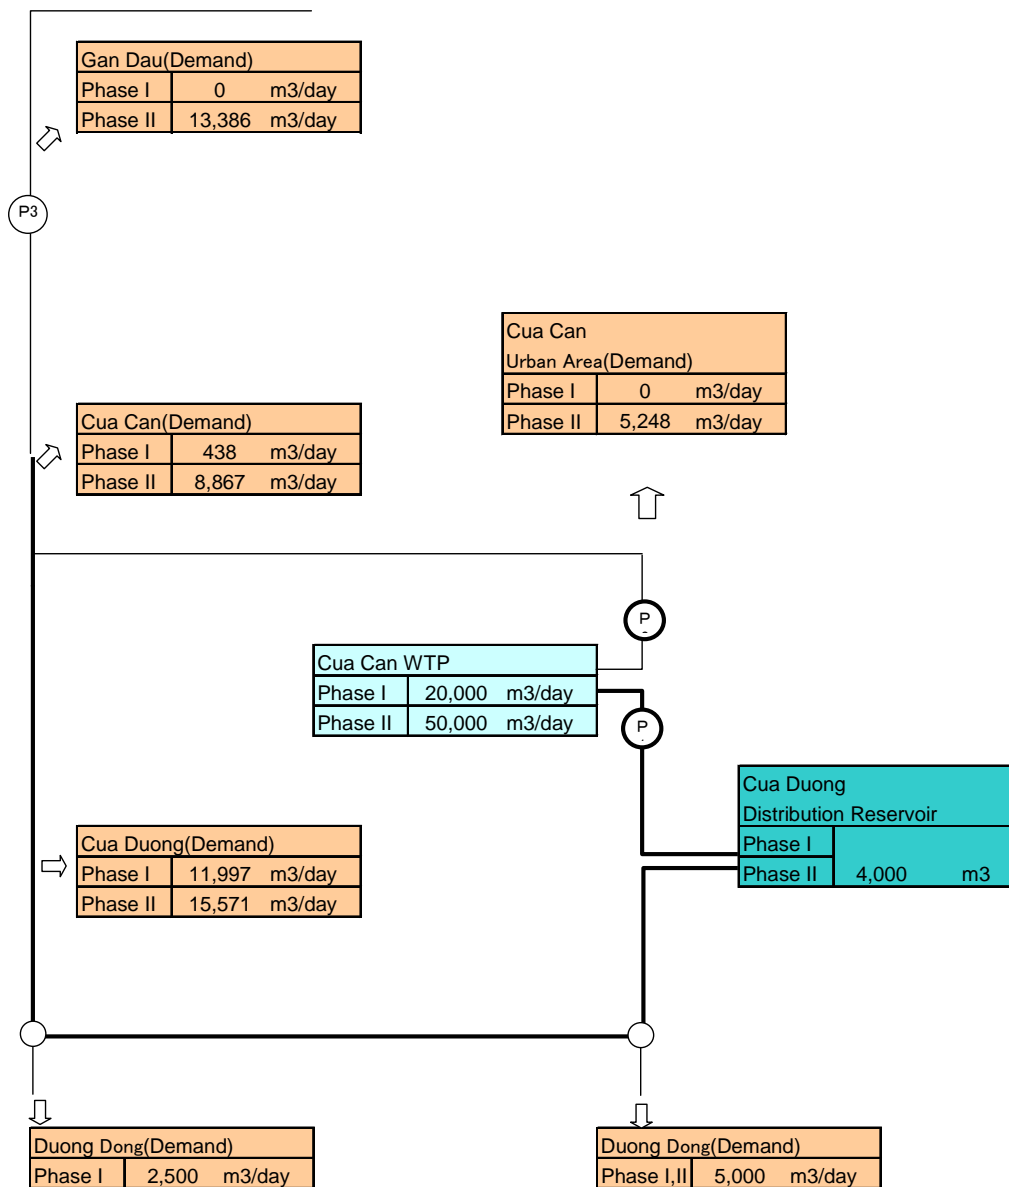 Gan Dau(Demand)
Phase I 0 m3/day
Phase II 13,386 m3/day
P3
Cua Can
Urban Area(Demand)
Phase I 0 m3/day
Phase II 5,248 m3/day
Cua Can(Demand)
Phase I 438 m3/day
Phase II 8,867 m3/day
P
Cua Can WTP
Phase I 20,000 m3/day
Phase II 50,000 m3/day
P
Cua Duong
Distribution Reservoir
Phase I
Phase II 4,000 m3
Cua Duong(Demand)
Phase I 11,997 m3/day
Phase II 15,571 m3/day
Duong Dong(Demand)
Phase I 2,500 m3/day
Duong Dong(Demand)
Phase I,II 5,000 m3/day